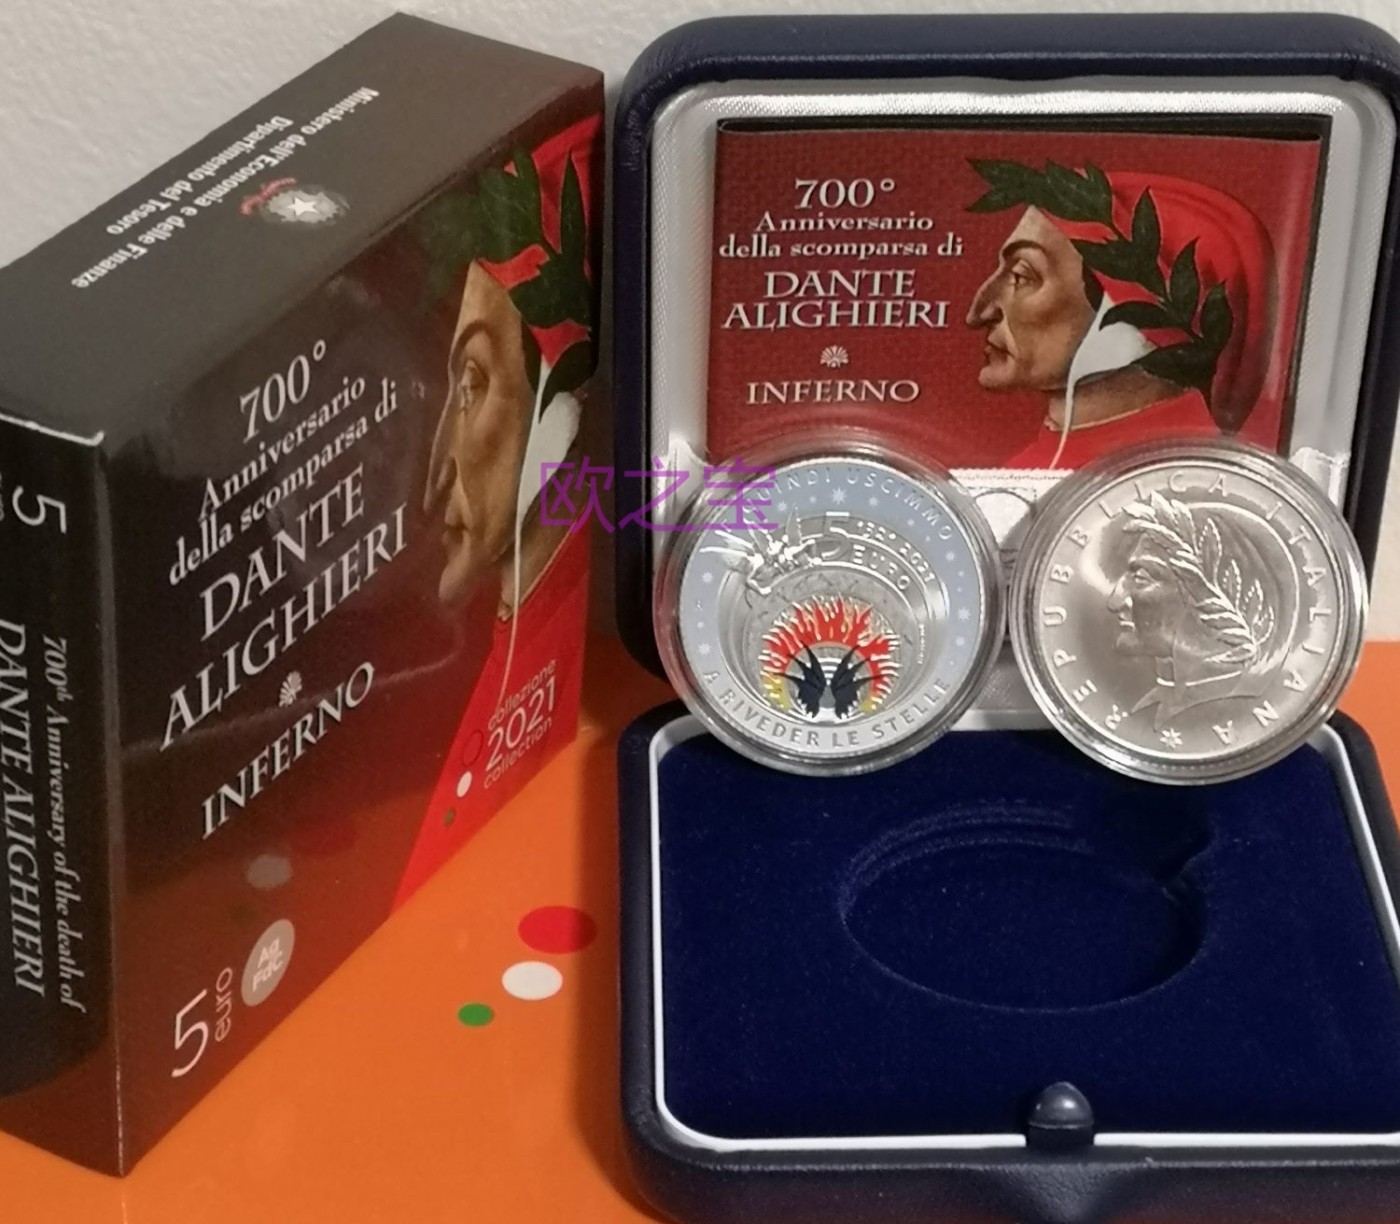 Ministero dell'Economia e delle Finanze
Dipartimento del Tesoro
700°
Anniversario
della scomparsa di
DANTE
ALIGHIERI
INFERNO
collezione
2021
collection
5
euro
Ag
FdC
5
700th Anniversary of the death of
DANTE ALIGHIERI
700°
Anniversario
della scomparsa di
DANTE
ALIGHIERI
INFERNO
欧之宝
QUINDI USCIMMO
5
EURO
A RIVEDER LE STELLE
REPUBBLICA ITALIANA